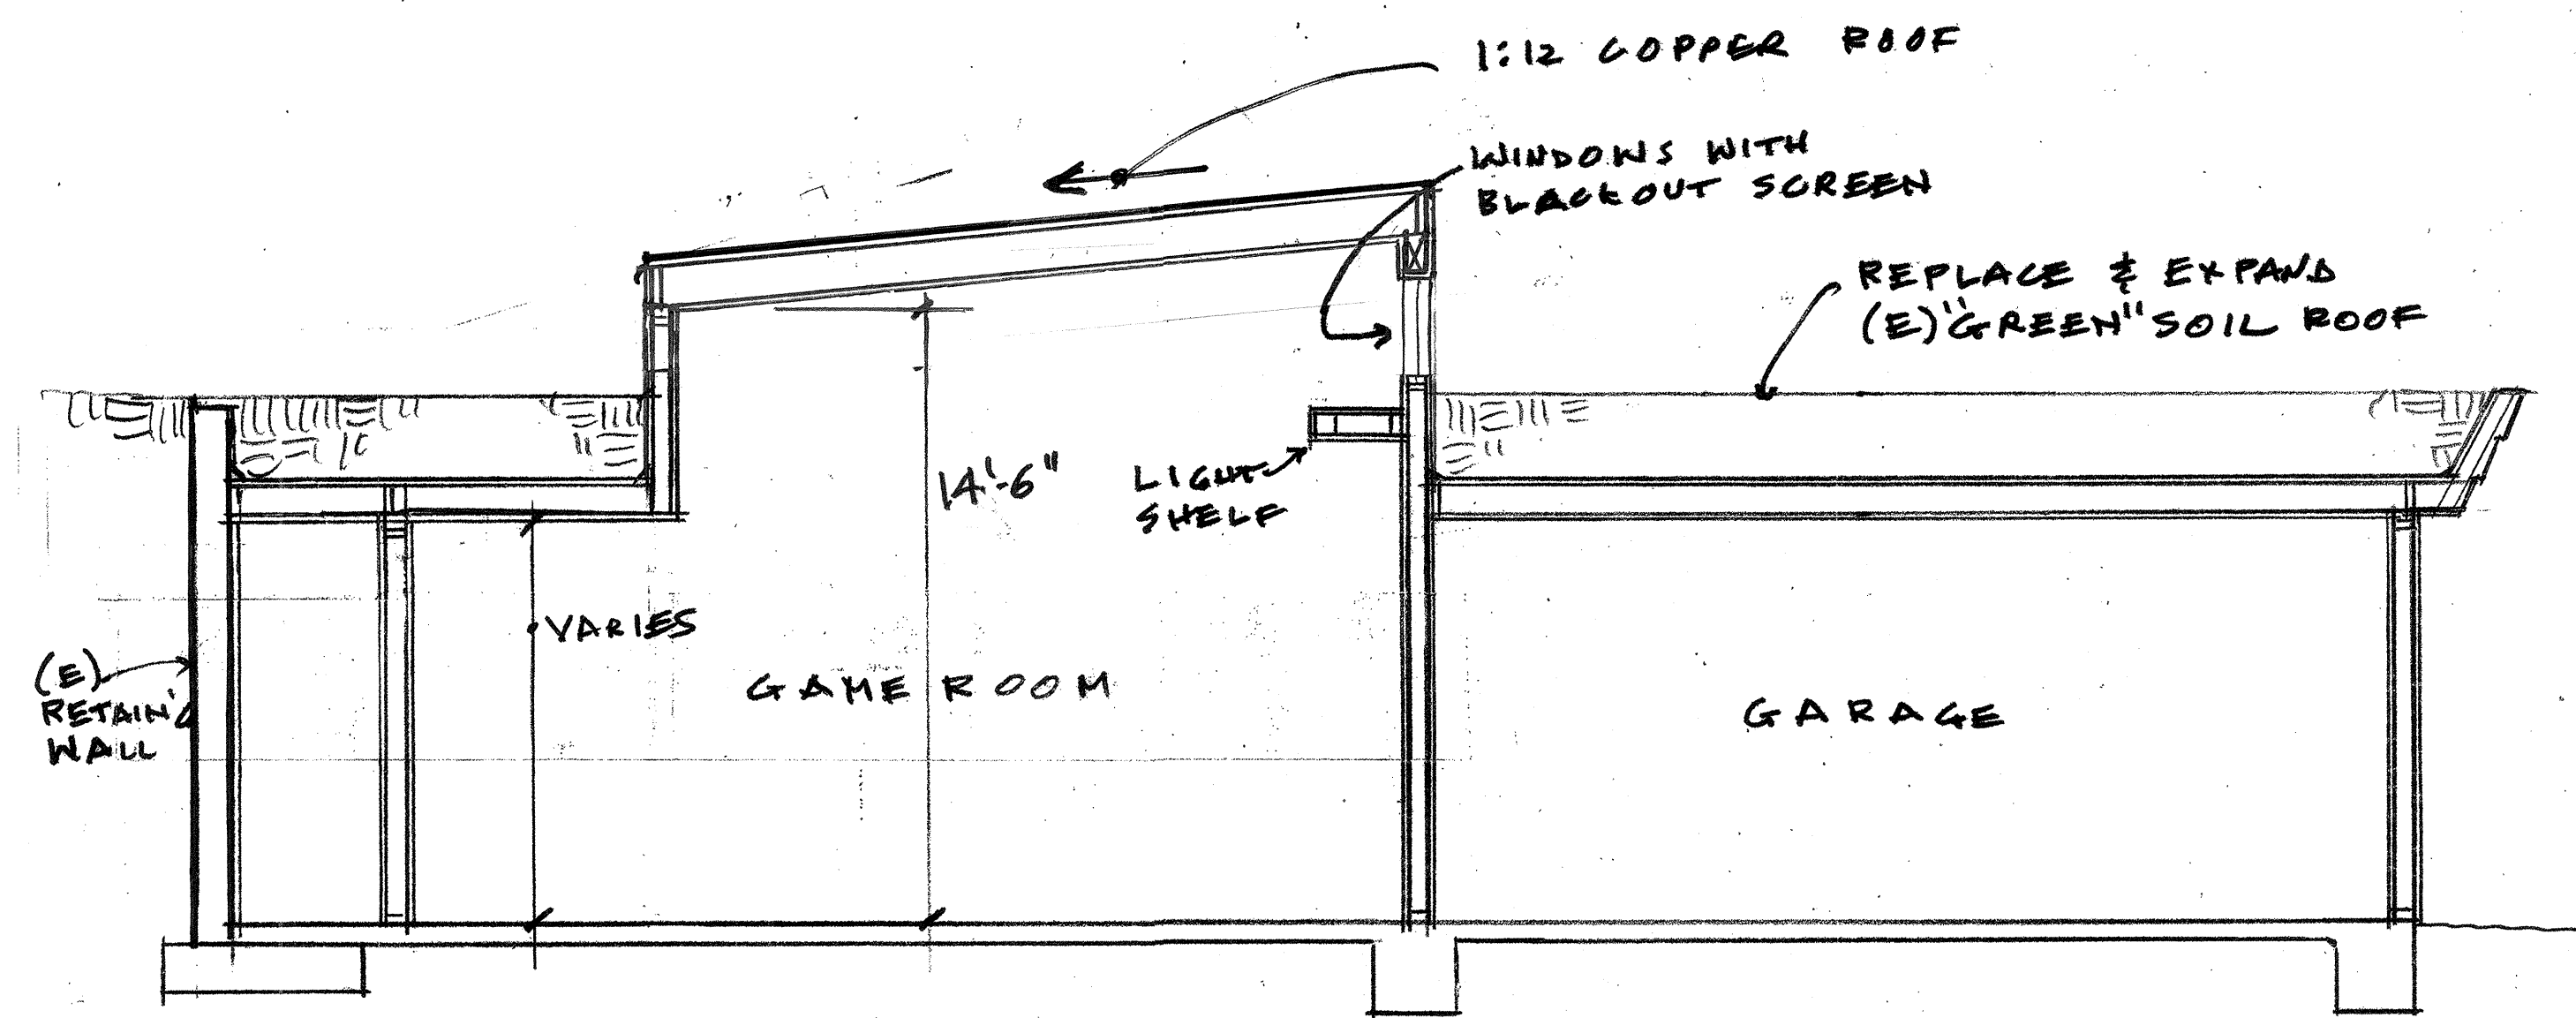 1:12 COPPER ROOF
WINDOWS WITH
BLACKOUT SCREEN
REPLACE & EXPAND
(E)"GREEN" SOIL ROOF
14'-6"
LIGHT
SHELF
VARIES
(E)
RETAIN'G
WALL
GAME ROOM
GARAGE